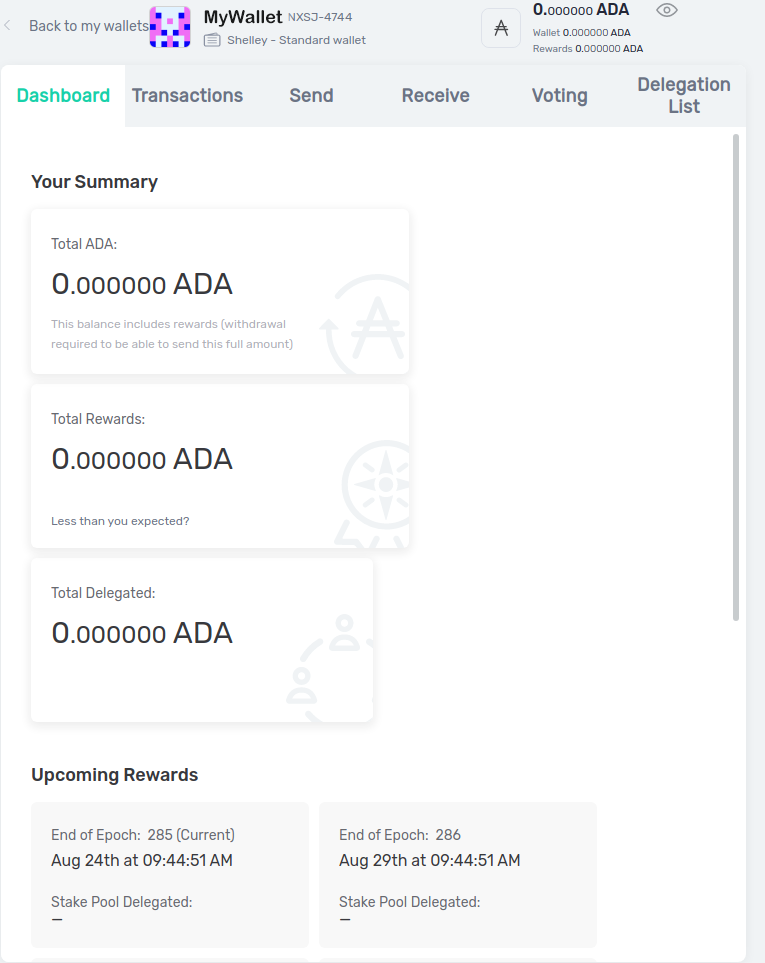 Back to my wallets
MyWallet NXSJ-4744
Shelley - Standard wallet
0.000000 ADA
Wallet 0.000000 ADA
Rewards 0.000000 ADA
Dashboard
Transactions
Send
Receive
Voting
Delegation
List
Your Summary
Total ADA:
0.000000 ADA
This balance includes rewards (withdrawal
required to be able to send this full amount)
Total Rewards:
0.000000 ADA
Less than you expected?
Total Delegated:
0.000000 ADA
Upcoming Rewards
End of Epoch: 285 (Current)
Aug 24th at 09:44:51 AM
Stake Pool Delegated:
—
End of Epoch: 286
Aug 29th at 09:44:51 AM
Stake Pool Delegated:
—